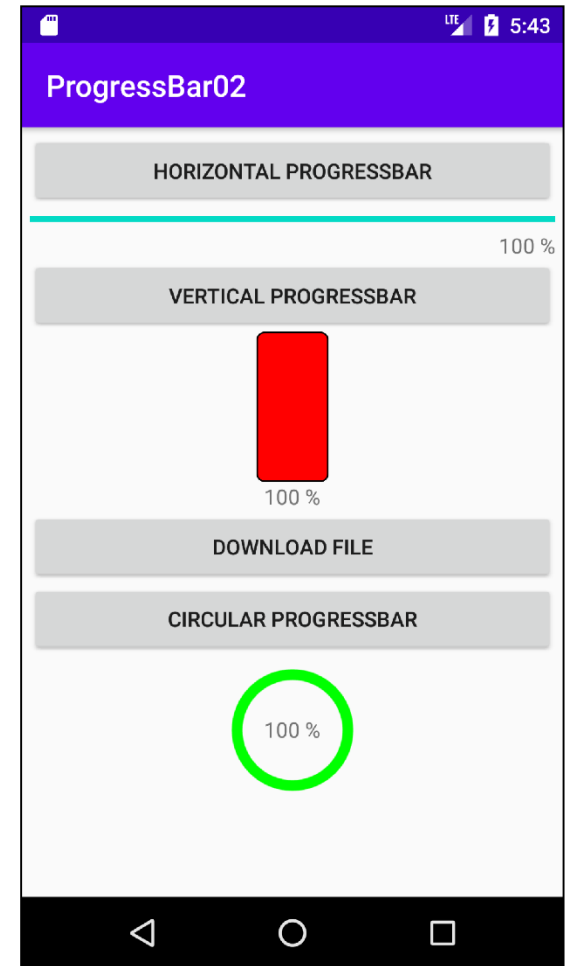 LTE 5:43
ProgressBar02
HORIZONTAL PROGRESSBAR
100 %
VERTICAL PROGRESSBAR
100 %
DOWNLOAD FILE
CIRCULAR PROGRESSBAR
100 %